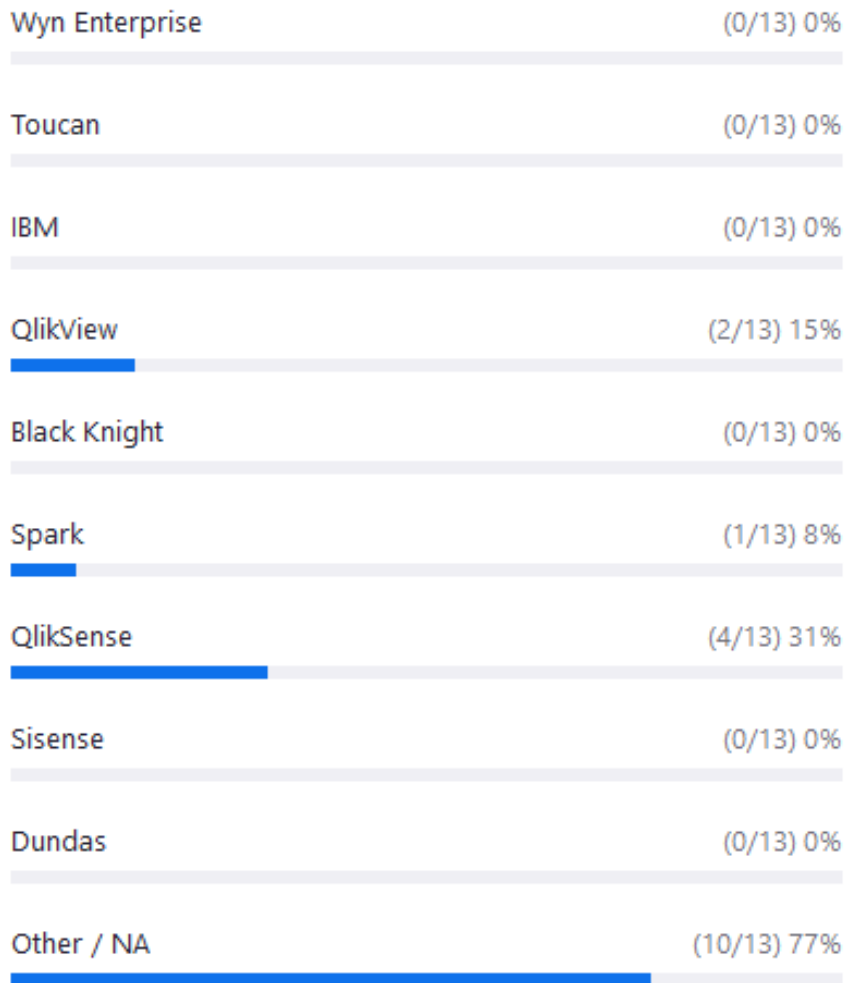 Wyn Enterprise (0/13) 0%
Toucan (0/13) 0%
IBM (0/13) 0%
QlikView (2/13) 15%
Black Knight (0/13) 0%
Spark (1/13) 8%
QlikSense (4/13) 31%
Sisense (0/13) 0%
Dundas (0/13) 0%
Other / NA (10/13) 77%